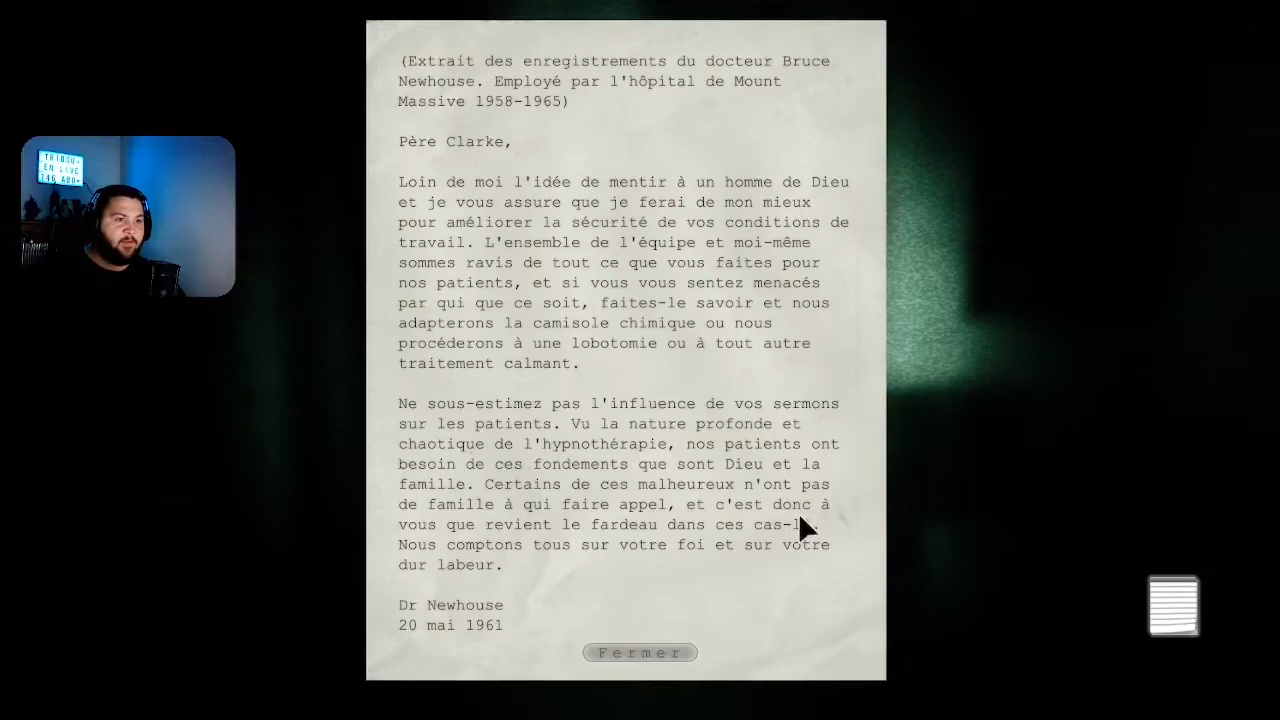 (Extrait des enregistrements du docteur Bruce
Newhouse. Employé par l'hôpital de Mount
Massive 1958-1965)
Père Clarke,
Loin de moi l'idée de mentir à un homme de Dieu
et je vous assure que je ferai de mon mieux
pour améliorer la sécurité de vos conditions de
travail. L'ensemble de l'équipe et moi-même
sommes ravis de tout ce que vous faites pour
nos patients, et si vous vous sentez menacés
par qui que ce soit, faites-le savoir et nous
adapterons la camisole chimique ou nous
procéderons à une lobotomie ou à tout autre
traitement calmant.
Ne sous-estimez pas l'influence de vos sermons
sur les patients. Vu la nature profonde et
chaotique de l'hypnothérapie, nos patients ont
besoin de ces fondements que sont Dieu et la
famille. Certains de ces malheureux n'ont pas
de famille à qui faire appel, et c'est donc à
vous que revient le fardeau dans ces cas-là.
Nous comptons tous sur votre foi et sur votre
dur labeur.
Dr Newhouse
20 mai 1961
Fermer
TRIBOU
EN LIVE
146 ABO